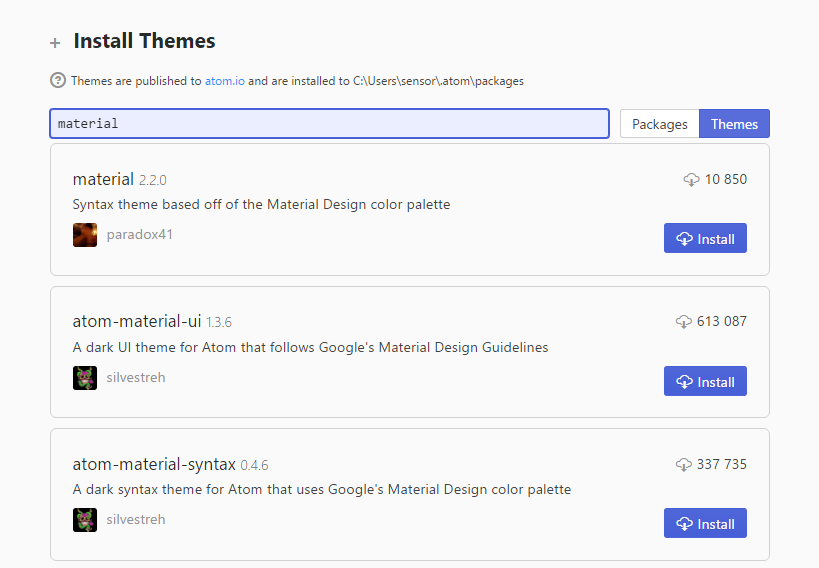 Install Themes
Themes are published to atom.io and are installed to C:\Users\sensor\.atom\packages
material
Packages
Themes
material 2.2.0
10 850
Syntax theme based off of the Material Design color palette
paradox41
Install
atom-material-ui 1.3.6
613 087
A dark UI theme for Atom that follows Google's Material Design Guidelines
silvestreh
Install
atom-material-syntax 0.4.6
337 735
A dark syntax theme for Atom that uses Google's Material Design color palette
silvestreh
Install